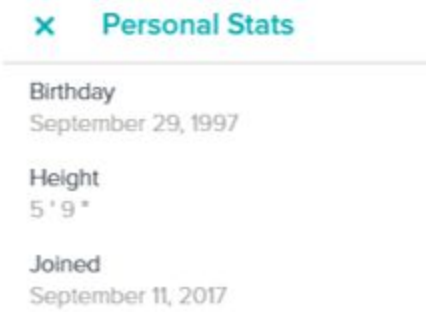 × Personal Stats
Birthday
September 29, 1997
Height
5 ' 9 "
Joined
September 11, 2017